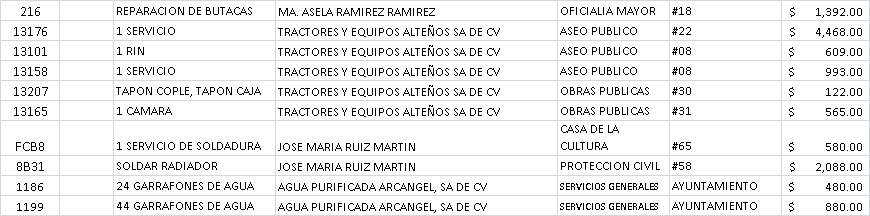 216 REPARACION DE BUTACAS MA. ASELA RAMIREZ RAMIREZ OFICIALIA MAYOR #18 $ 1,392.00
13176 1 SERVICIO TRACTORES Y EQUIPOS ALTEÑOS SA DE CV ASEO PUBLICO #22 $ 4,468.00
13101 1 RIN TRACTORES Y EQUIPOS ALTEÑOS SA DE CV ASEO PUBLICO #08 $ 609.00
13158 1 SERVICIO TRACTORES Y EQUIPOS ALTEÑOS SA DE CV ASEO PUBLICO #08 $ 993.00
13207 TAPON COPLE, TAPON CAJA TRACTORES Y EQUIPOS ALTEÑOS SA DE CV OBRAS PUBLICAS #30 $ 122.00
13165 1 CAMARA TRACTORES Y EQUIPOS ALTEÑOS SA DE CV OBRAS PUBLICAS #31 $ 565.00
CASA DE LA
FCB8 1 SERVICIO DE SOLDADURA JOSE MARIA RUIZ MARTIN CULTURA #65 $ 580.00
8B31 SOLDAR RADIADOR JOSE MARIA RUIZ MARTIN PROTECCION CIVIL #58 $ 2,088.00
1186 24 GARRAFONES DE AGUA AGUA PURIFICADA ARCANGEL, SA DE CV SERVICIOS GENERALES AYUNTAMIENTO $ 480.00
1199 44 GARRAFONES DE AGUA AGUA PURIFICADA ARCANGEL, SA DE CV SERVICIOS GENERALES AYUNTAMIENTO $ 880.00